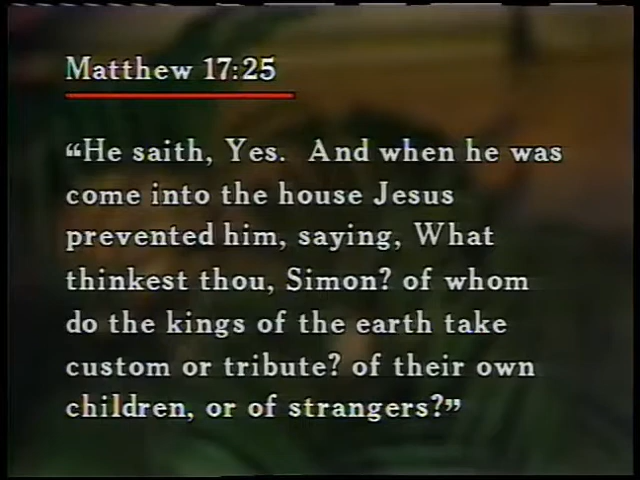 Matthew 17:25
“He saith, Yes. And when he was
come into the house Jesus
prevented him, saying, What
thinkest thou, Simon? of whom
do the kings of the earth take
custom or tribute? of their own
children, or of strangers?”